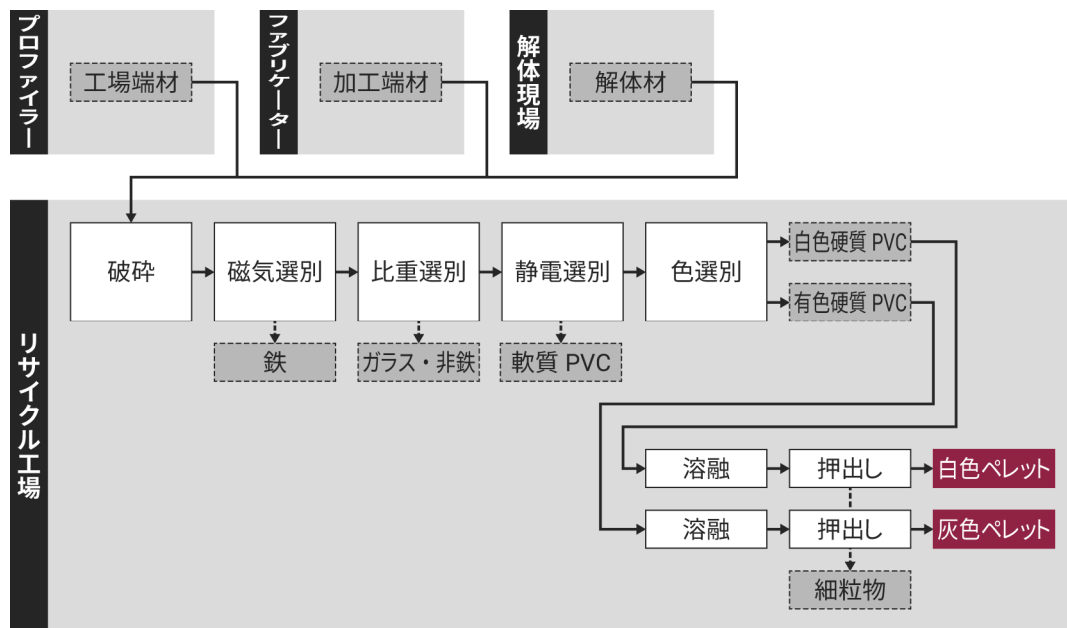 プロファイラー
工場端材
ファブリケーター
加工端材
解体現場
解体材
リサイクル工場
破砕
磁気選別
比重選別
静電選別
色選別
白色硬質 PVC
有色硬質 PVC
鉄
ガラス・非鉄
軟質 PVC
溶融
押出し
白色ペレット
溶融
押出し
灰色ペレット
細粒物